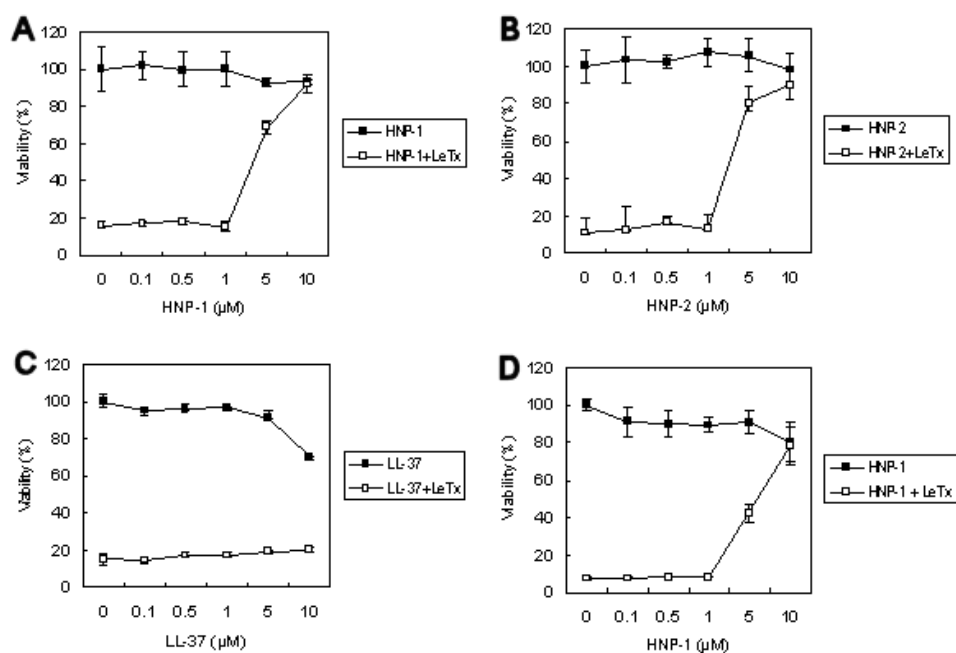 A
120
100
80
60
40
20
0
Viability (%)
0 0.1 0.5 1 5 10
HNP-1 (µM)
HNP-1
HNP-1+LeTx
B
120
100
80
60
40
20
0
Viability (%)
0 0.1 0.5 1 5 10
HNP-2 (µM)
HNP-2
HNP-2+LeTx
C
120
100
80
60
40
20
0
Viability (%)
0 0.1 0.5 1 5 10
LL-37 (µM)
LL-37
LL-37+LeTx
D
120
100
80
60
40
20
0
Viability (%)
0 0.1 0.5 1 5 10
HNP-1 (µM)
HNP-1
HNP-1 + LeTx